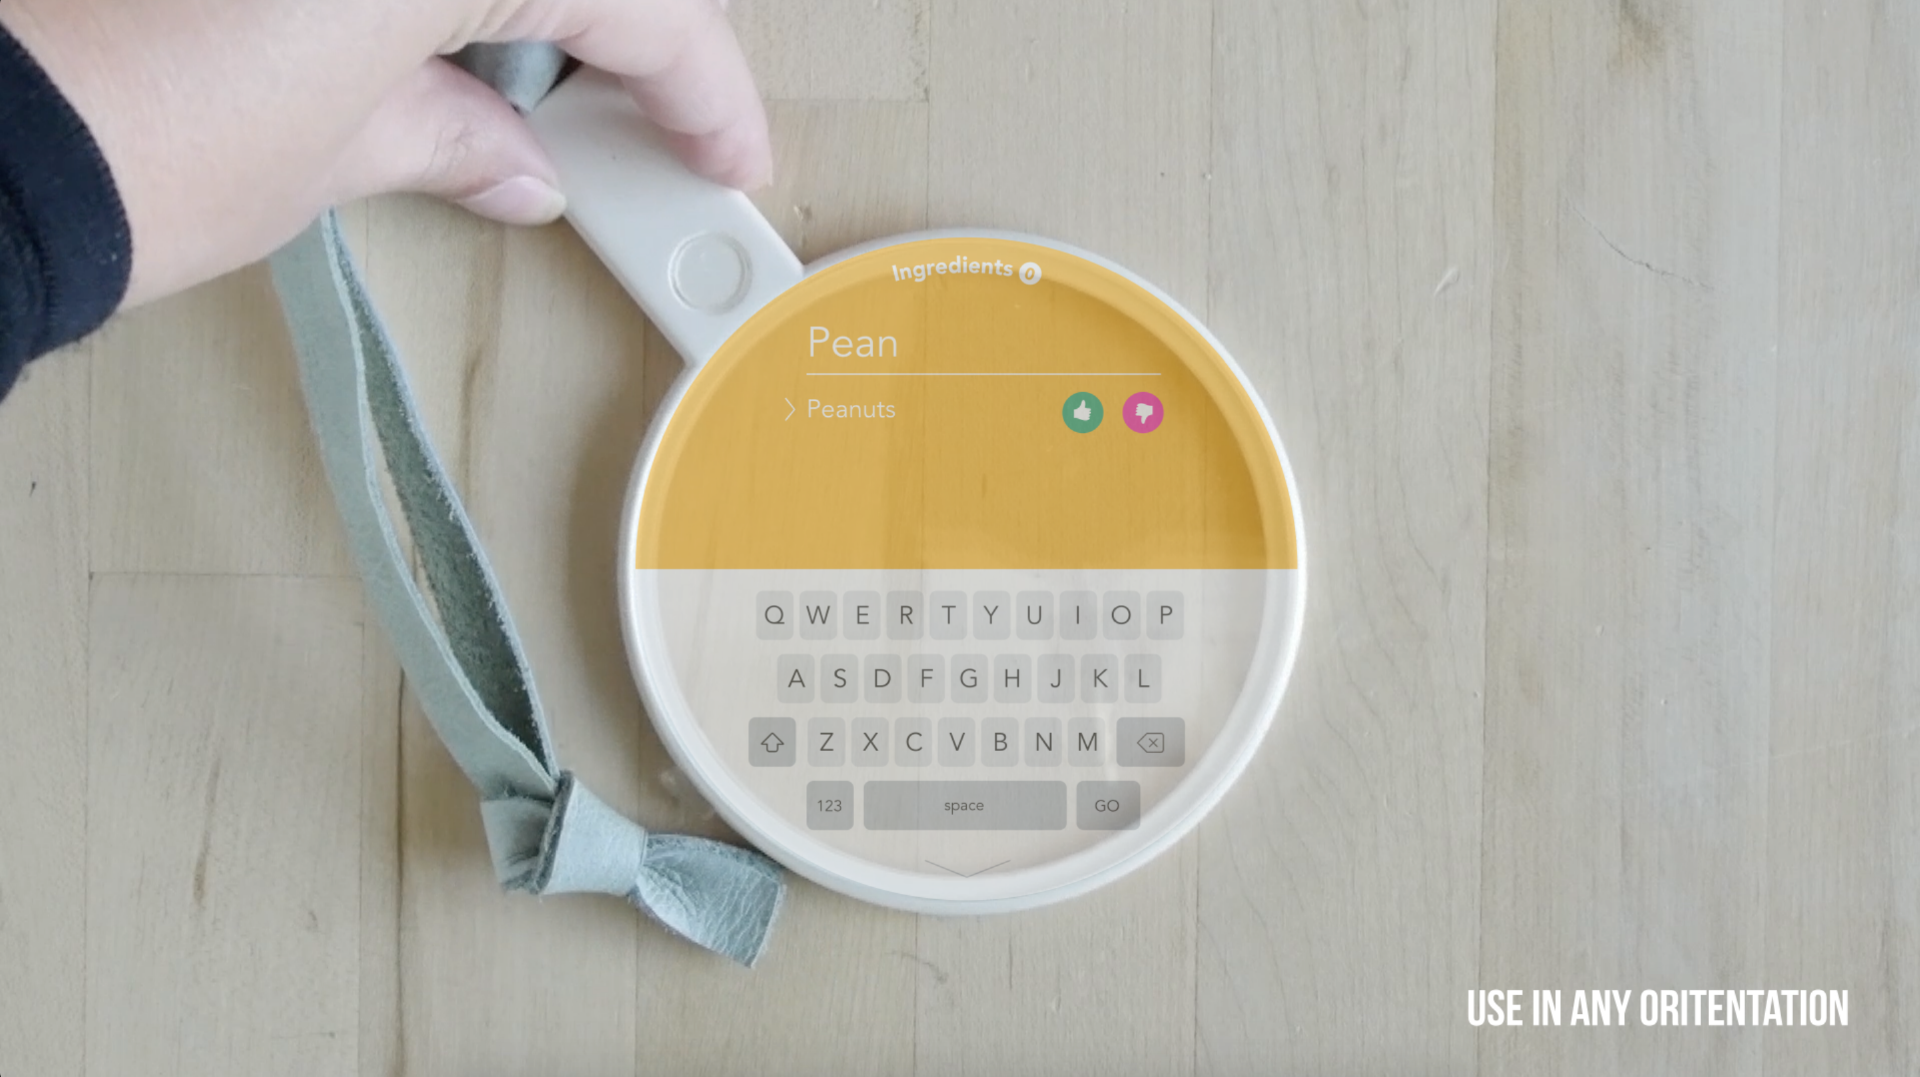 Ingredients 0
Pean
Peanuts
Q W E R T Y U I O P
A S D F G H J K L
Z X C V B N M
123 space GO
USE IN ANY ORITENTATION